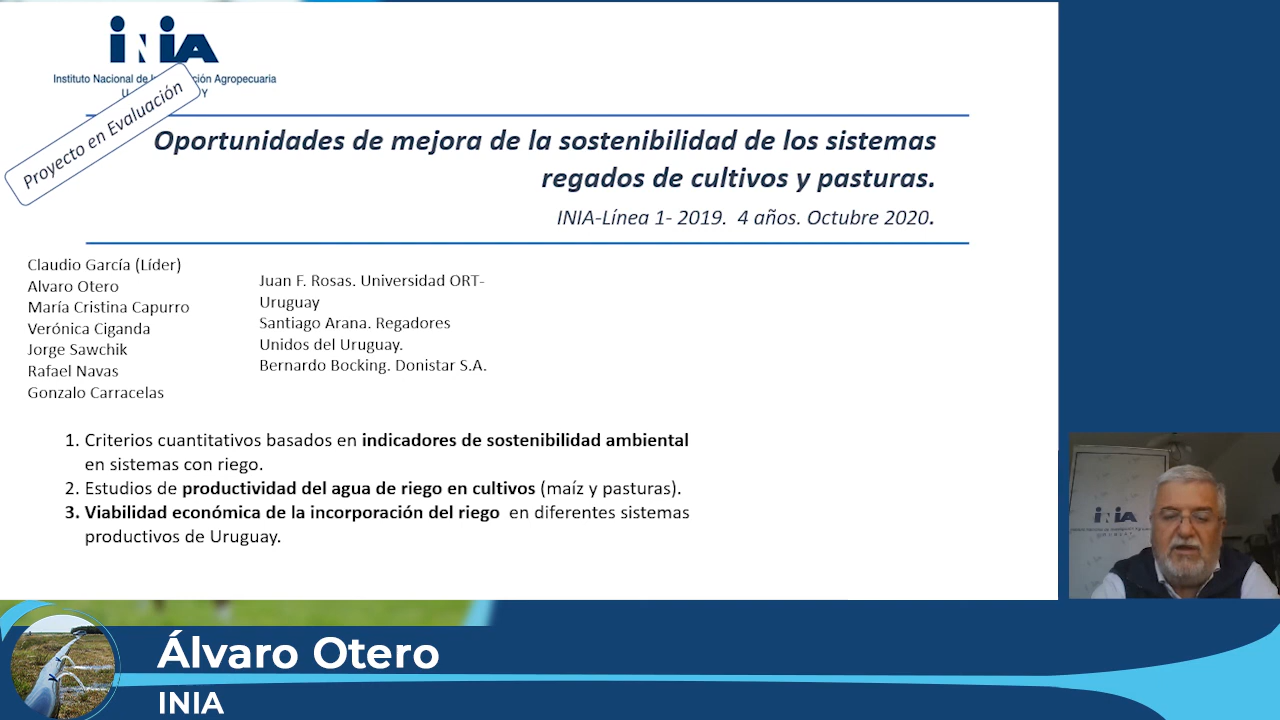 INIA
Instituto Nacional de Investigación Agropecuaria
U Y
Proyecto en Evaluación
Oportunidades de mejora de la sostenibilidad de los sistemas
regados de cultivos y pasturas.
INIA-Línea 1- 2019. 4 años. Octubre 2020.
Claudio García (Líder)
Alvaro Otero
María Cristina Capurro
Verónica Ciganda
Jorge Sawchik
Rafael Navas
Gonzalo Carracelas
Juan F. Rosas. Universidad ORT-
Uruguay
Santiago Arana. Regadores
Unidos del Uruguay.
Bernardo Bocking. Donistar S.A.
1. Criterios cuantitativos basados en indicadores de sostenibilidad ambiental
en sistemas con riego.
2. Estudios de productividad del agua de riego en cultivos (maíz y pasturas).
3. Viabilidad económica de la incorporación del riego en diferentes sistemas
productivos de Uruguay.
INIA
Álvaro Otero
INIA